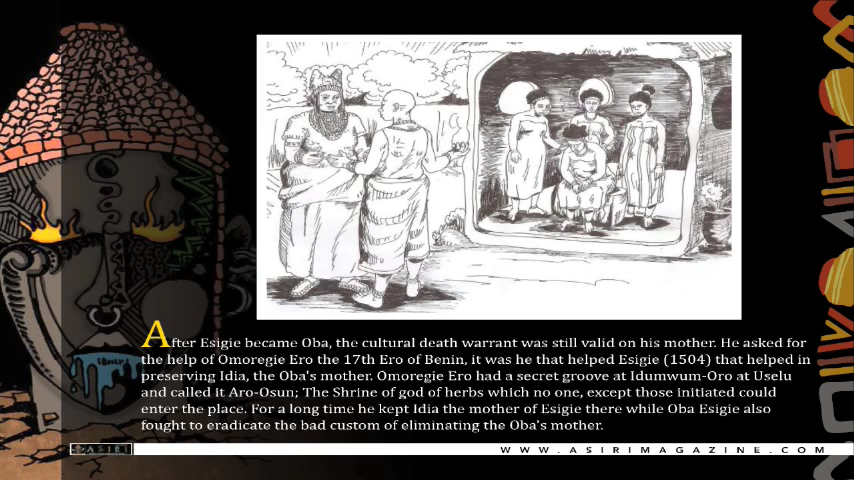 After Esigie became Oba, the cultural death warrant was still valid on his mother. He asked for
the help of Omoregie Ero the 17th Ero of Benin, it was he that helped Esigie (1504) that helped in
preserving Idia, the Oba's mother. Omoregie Ero had a secret groove at Idumwum-Oro at Uselu
and called it Aro-Osun; The Shrine of god of herbs which no one, except those initiated could
enter the place. For a long time he kept Idia the mother of Esigie there while Oba Esigie also
fought to eradicate the bad custom of eliminating the Oba's mother.
ASIRI
WWW.ASIRIMAGAZINE.COM